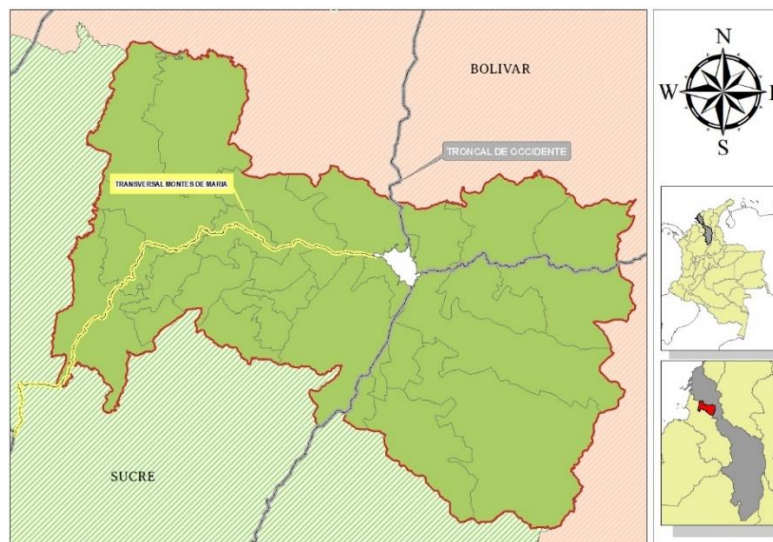 BOLIVAR
TRONCAL DE OCCIDENTE
TRANSVERSAL MONTES DE MARIA
SUCRE
N
W
E
S